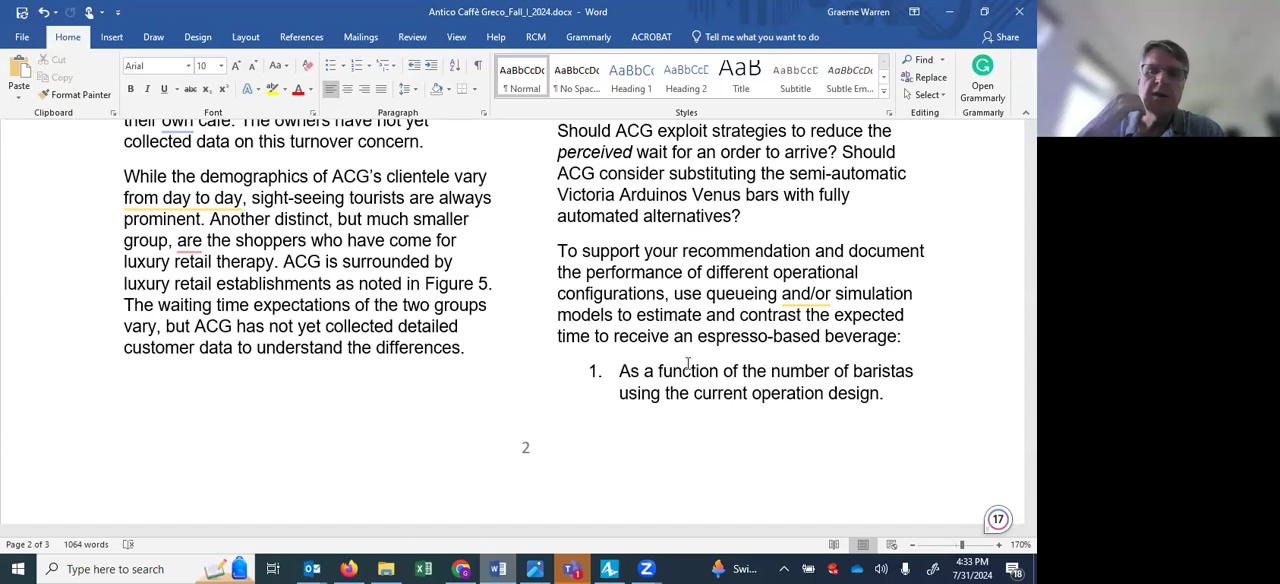 Antico Caffè Greco_Fall_I_2024.docx - Word
Graeme Warren
File Home Insert Draw Design Layout References Mailings Review View Help RCM Grammarly ACROBAT Tell me what you want to do Share
Paste
Cut
Copy
Format Painter
Clipboard
Arial 10
Font
Paragraph
AaBbCcDc AaBbCcDc AaBbCc AaBbCcD AaB AaBbCcD AaBbCcDc
¶ Normal ¶ No Spac... Heading 1 Heading 2 Title Subtitle Subtle Em...
Styles
Find
Replace
Select
Editing
Open
Grammarly
Grammarly
their own café. The owners have not yet
collected data on this turnover concern.
While the demographics of ACG's clientele vary
from day to day, sight-seeing tourists are always
prominent. Another distinct, but much smaller
group, are the shoppers who have come for
luxury retail therapy. ACG is surrounded by
luxury retail establishments as noted in Figure 5.
The waiting time expectations of the two groups
vary, but ACG has not yet collected detailed
customer data to understand the differences.
Should ACG exploit strategies to reduce the
perceived wait for an order to arrive? Should
ACG consider substituting the semi-automatic
Victoria Arduinos Venus bars with fully
automated alternatives?
To support your recommendation and document
the performance of different operational
configurations, use queueing and/or simulation
models to estimate and contrast the expected
time to receive an espresso-based beverage:
1. As a function of the number of baristas
using the current operation design.
2
17
Page 2 of 3 1064 words
170%
Type here to search
Swi...
4:33 PM
7/31/2024
18